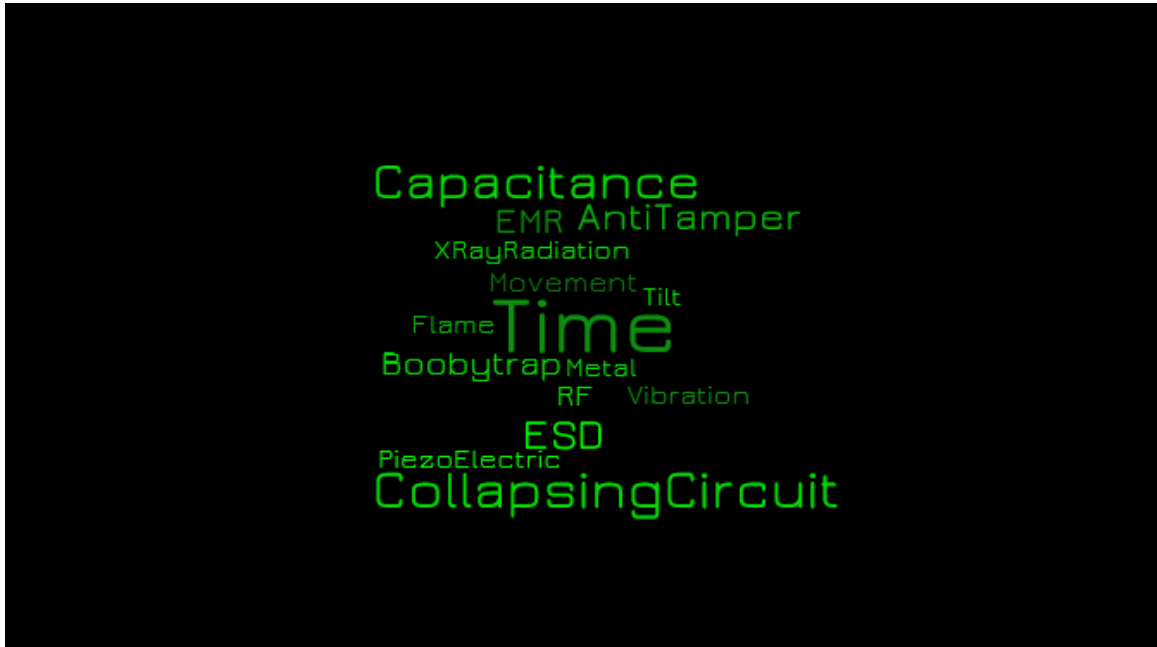 Capacitance
EMR AntiTamper
XRayRadiation
Movement
Tilt
Flame Time
Boobytrap Metal
RF Vibration
ESD
PiezoElectric
CollapsingCircuit